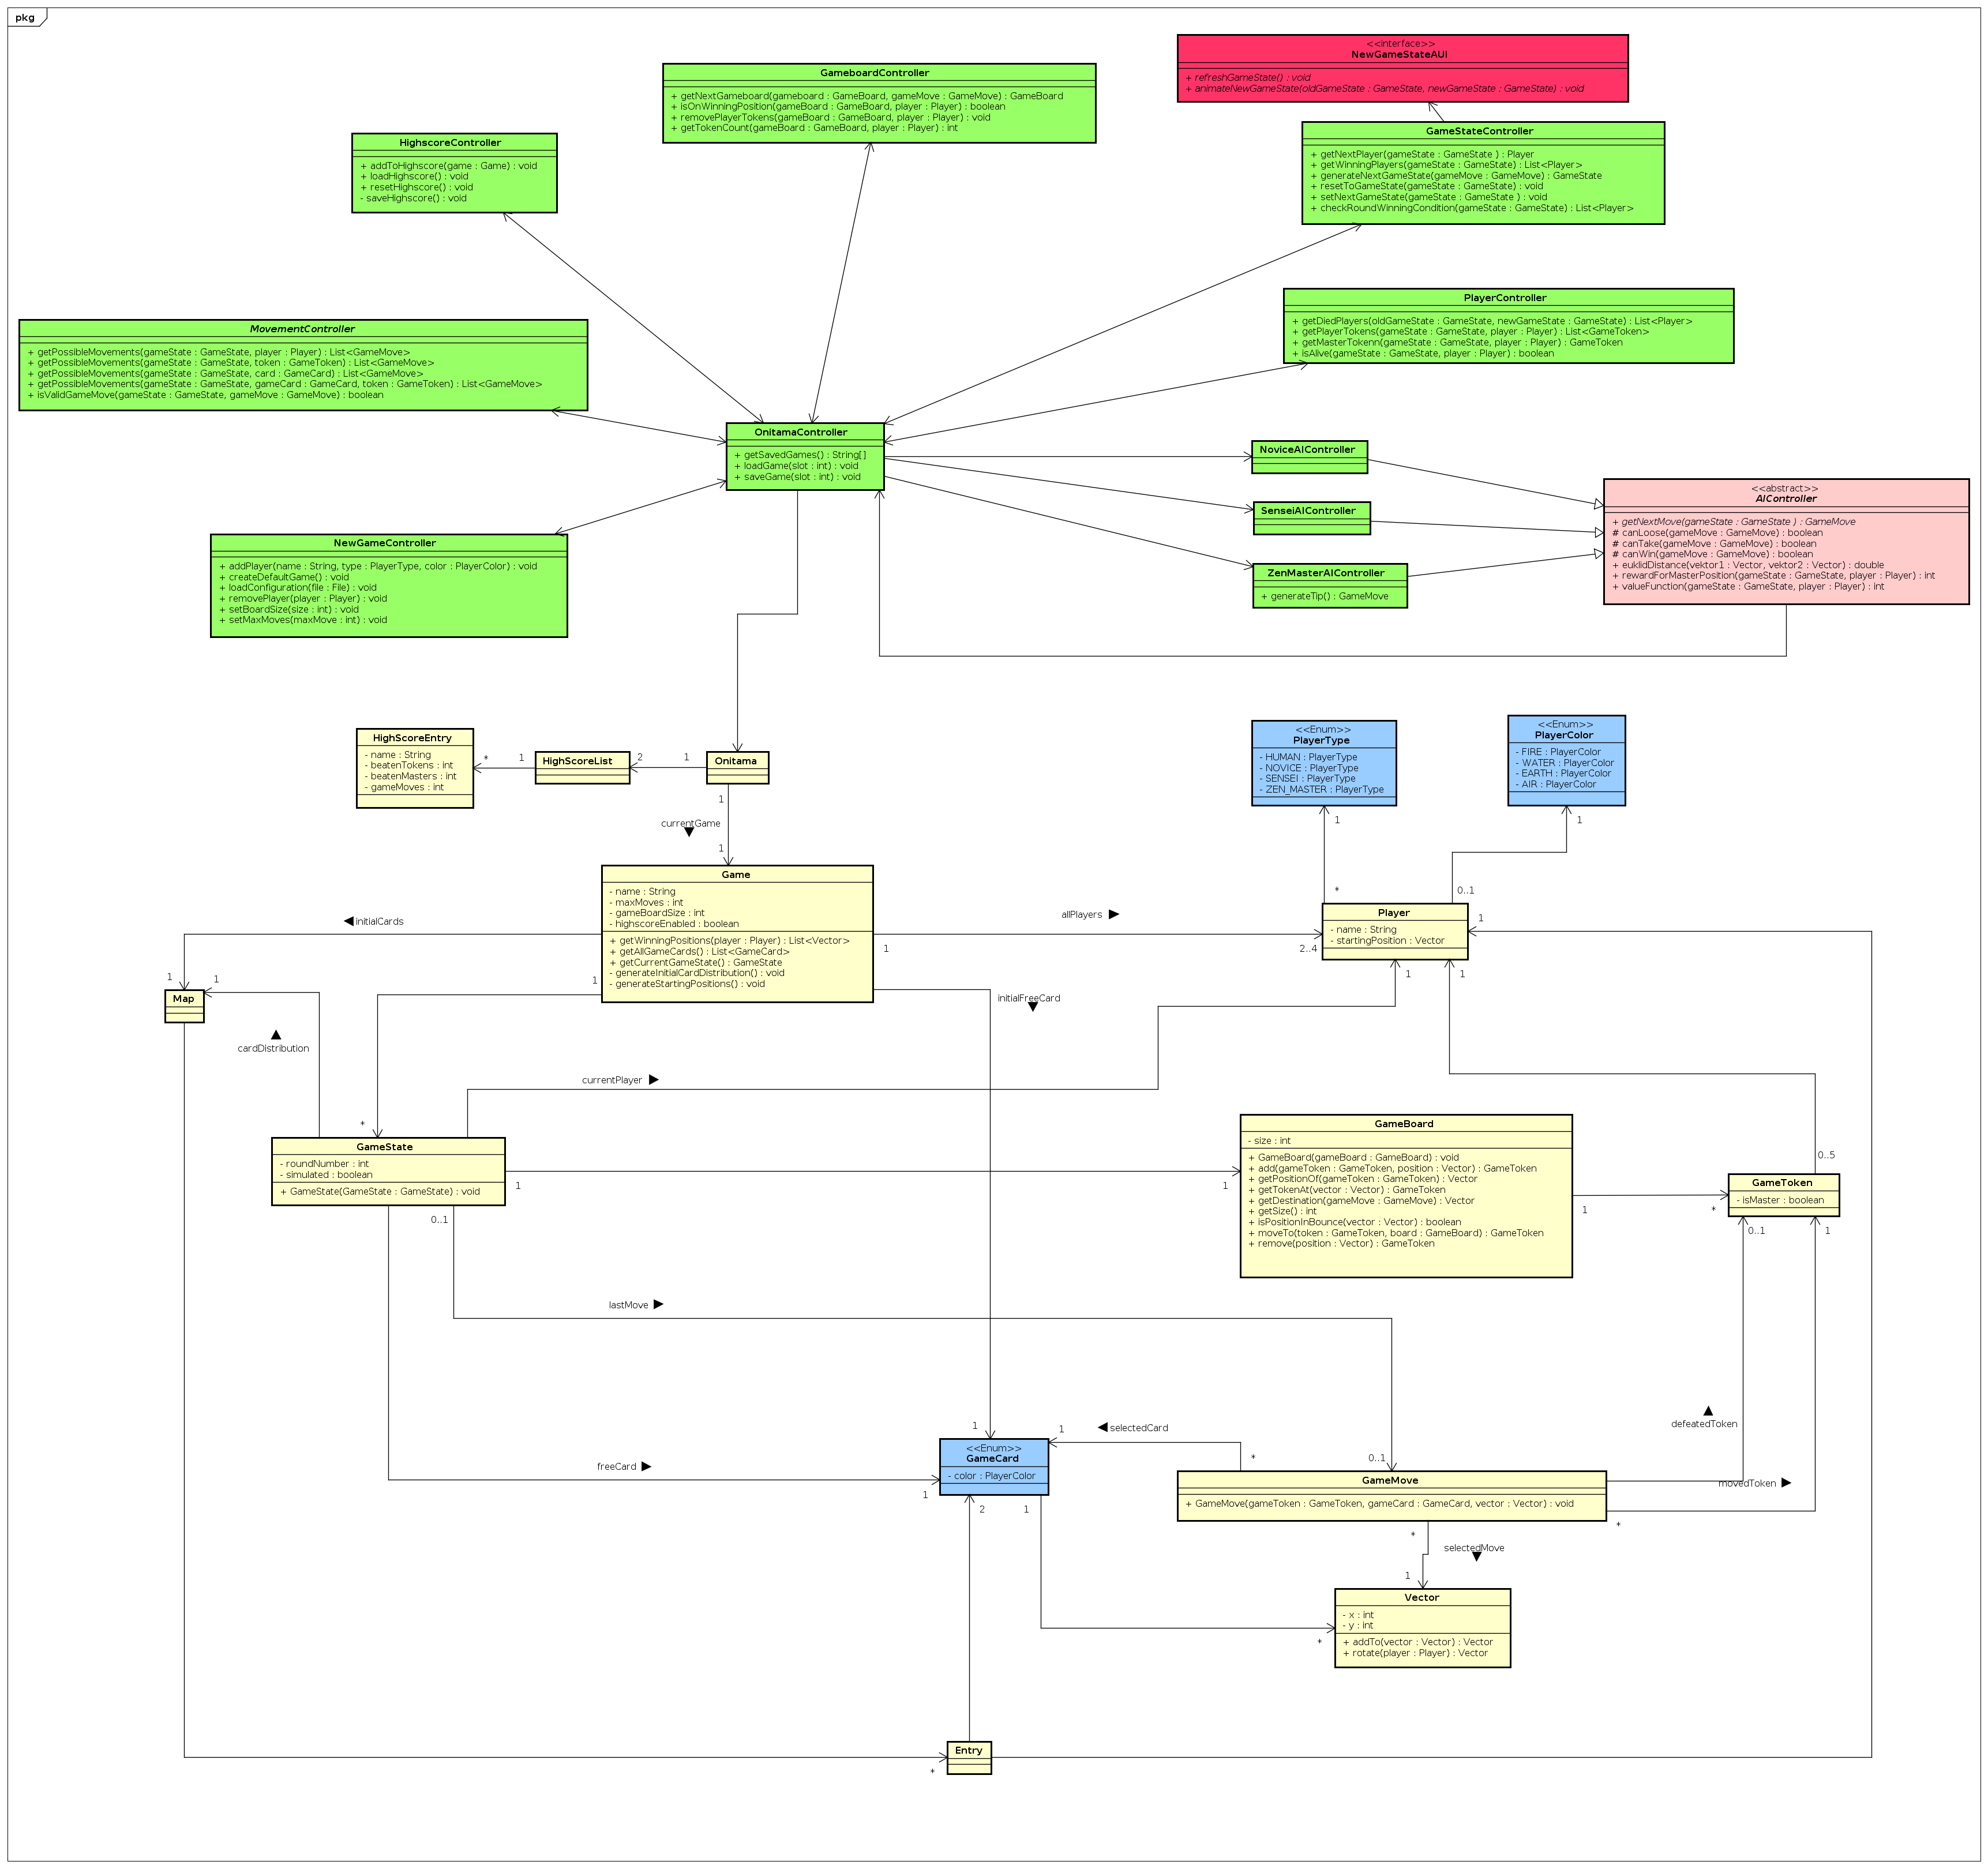 pkg
<<interface>>
NewGameStateAUI
+ refreshGameState() : void
+ animateNewGameState(oldGameState : GameState, newGameState : GameState) : void
GameboardController
+ getNextGameboard(gameboard : GameBoard, gameMove : GameMove) : GameBoard
+ isOnWinningPosition(gameBoard : GameBoard, player : Player) : boolean
+ removePlayerTokens(gameBoard : GameBoard, player : Player) : void
+ getTokenCount(gameBoard : GameBoard, player : Player) : int
HighscoreController
+ addToHighscore(game : Game) : void
+ loadHighscore() : void
+ resetHighscore() : void
- saveHighscore() : void
GameStateController
+ getNextPlayer(gameState : GameState ) : Player
+ getWinningPlayers(gameState : GameState) : List<Player>
+ generateNextGameState(gameMove : GameMove) : GameState
+ resetToGameState(gameState : GameState) : void
+ setNextGameState(gameState : GameState ) : void
+ checkRoundWinningCondition(gameState : GameState) : List<Player>
PlayerController
+ getDiedPlayers(oldGameState : GameState, newGameState : GameState) : List<Player>
+ getPlayerTokens(gameState : GameState, player : Player) : List<GameToken>
+ getMasterTokenn(gameState : GameState, player : Player) : GameToken
+ isAlive(gameState : GameState, player : Player) : boolean
MovementController
+ getPossibleMovements(gameState : GameState, player : Player) : List<GameMove>
+ getPossibleMovements(gameState : GameState, token : GameToken) : List<GameMove>
+ getPossibleMovements(gameState : GameState, card : GameCard) : List<GameMove>
+ getPossibleMovements(gameState : GameState, gameCard : GameCard, token : GameToken) : List<GameMove>
+ isValidGameMove(gameState : GameState, gameMove : GameMove) : boolean
OnitamaController
+ getSavedGames() : String[]
+ loadGame(slot : int) : void
+ saveGame(slot : int) : void
NoviceAIController
SenseiAIController
ZenMasterAIController
+ generateTip() : GameMove
<<abstract>>
AIController
+ getNextMove(gameState : GameState ) : GameMove
# canLoose(gameMove : GameMove) : boolean
# canTake(gameMove : GameMove) : boolean
# canWin(gameMove : GameMove) : boolean
+ euklidDistance(vektor1 : Vector, vektor2 : Vector) : double
+ rewardForMasterPosition(gameState : GameState, player : Player) : int
+ valueFunction(gameState : GameState, player : Player) : int
NewGameController
+ addPlayer(name : String, type : PlayerType, color : PlayerColor) : void
+ createDefaultGame() : void
+ loadConfiguration(file : File) : void
+ removePlayer(player : Player) : void
+ setBoardSize(size : int) : void
+ setMaxMoves(maxMove : int) : void
HighScoreEntry
- name : String
- beatenTokens : int
- beatenMasters : int
- gameMoves : int
*
1
HighScoreList
2
1
Onitama
1
currentGame
1
<<Enum>>
PlayerType
- HUMAN : PlayerType
- NOVICE : PlayerType
- SENSEI : PlayerType
- ZEN_MASTER : PlayerType
1
*
<<Enum>>
PlayerColor
- FIRE : PlayerColor
- WATER : PlayerColor
- EARTH : PlayerColor
- AIR : PlayerColor
1
0..1
Game
- name : String
- maxMoves : int
- gameBoardSize : int
- highscoreEnabled : boolean
+ getWinningPositions(player : Player) : List<Vector>
+ getAllGameCards() : List<GameCard>
+ getCurrentGameState() : GameState
- generateInitialCardDistribution() : void
- generateStartingPositions() : void
initialCards
allPlayers
1
2..4
Player
- name : String
- startingPosition : Vector
1
1
1
1
1
1
Map
cardDistribution
initialFreeCard
currentPlayer
*
GameState
- roundNumber : int
- simulated : boolean
+ GameState(GameState : GameState) : void
1
1
0..1
GameBoard
- size : int
+ GameBoard(gameBoard : GameBoard) : void
+ add(gameToken : GameToken, position : Vector) : GameToken
+ getPositionOf(gameToken : GameToken) : Vector
+ getTokenAt(vector : Vector) : GameToken
+ getDestination(gameMove : GameMove) : Vector
+ getSize() : int
+ isPositionInBounce(vector : Vector) : boolean
+ moveTo(token : GameToken, board : GameBoard) : GameToken
+ remove(position : Vector) : GameToken
1
*
0..5
GameToken
- isMaster : boolean
0..1
1
lastMove
defeatedToken
1
1
selectedCard
*
0..1
freeCard
1
<<Enum>>
GameCard
- color : PlayerColor
2
1
GameMove
+ GameMove(gameToken : GameToken, gameCard : GameCard, vector : Vector) : void
movedToken
*
*
selectedMove
1
Vector
- x : int
- y : int
+ addTo(vector : Vector) : Vector
+ rotate(player : Player) : Vector
*
Entry
*